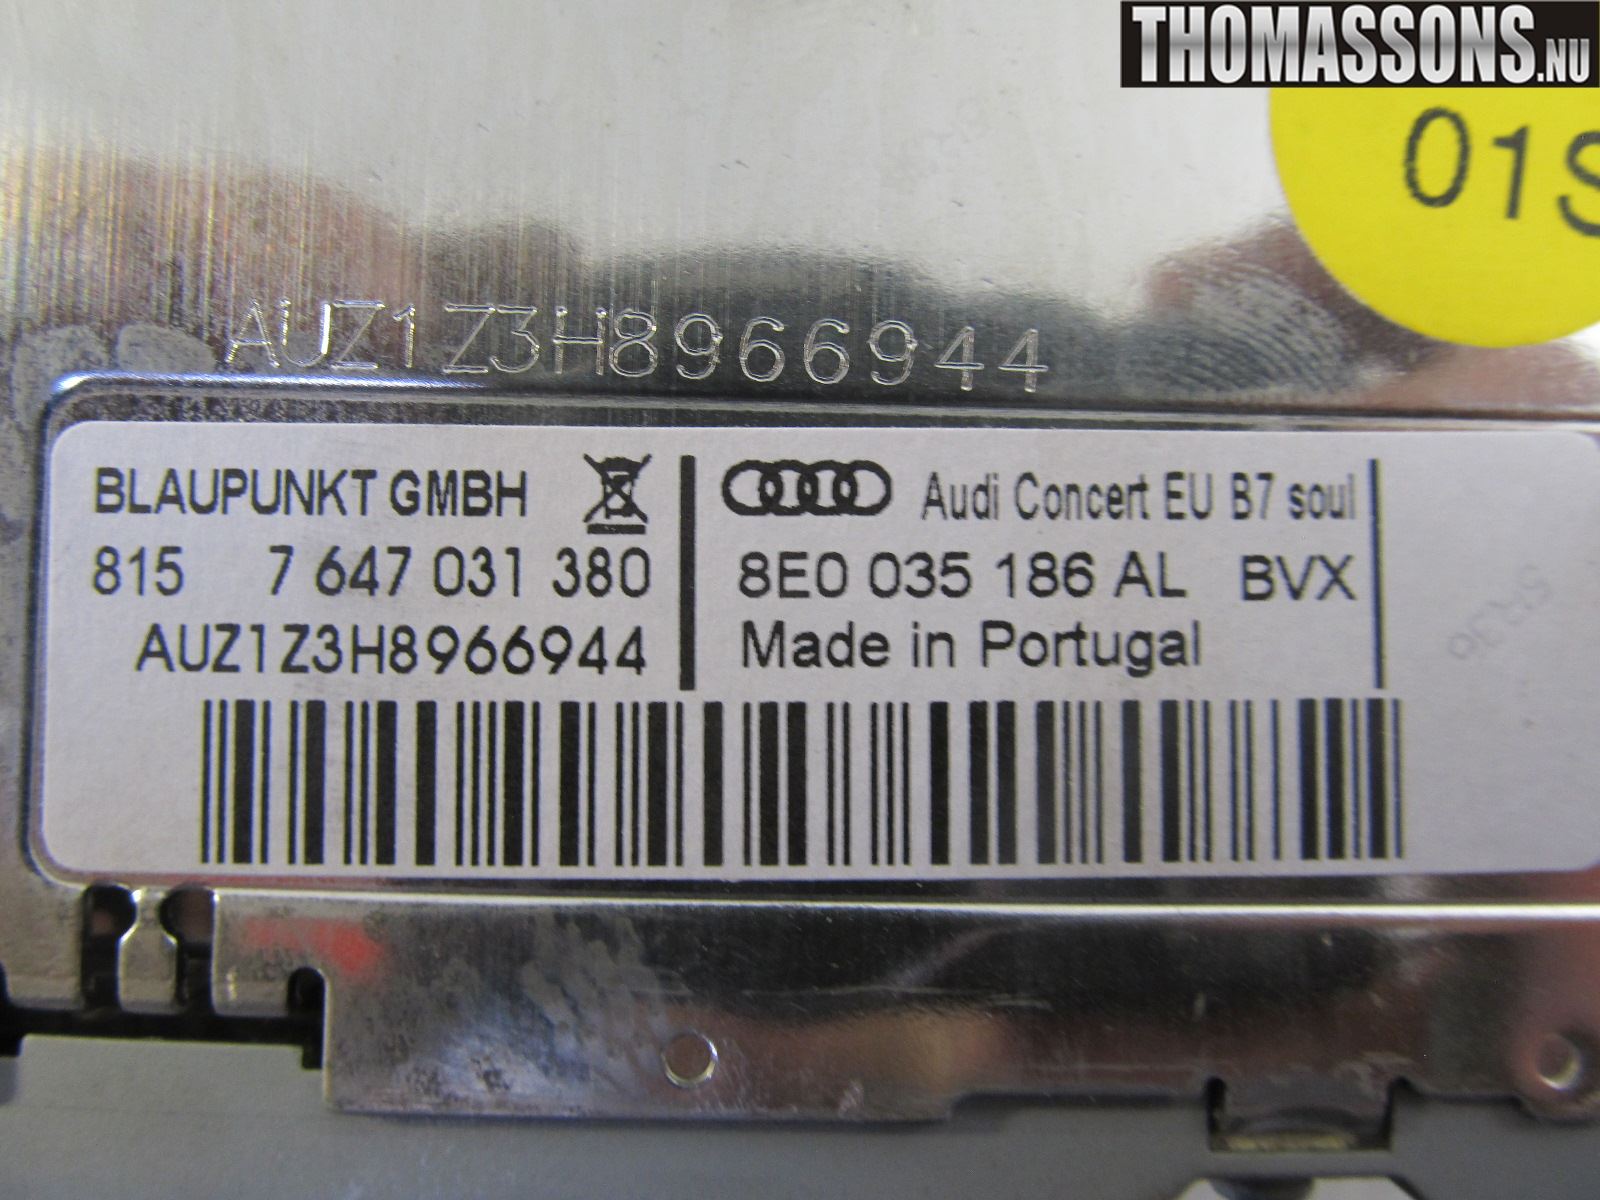 THOMASSONS.NU
01S
AUZ1Z3H8966944
BLAUPUNKT GMBH
815 7 647 031 380
AUZ1Z3H8966944
Audi Concert EU B7 soul
8E0 035 186 AL BVX
Made in Portugal